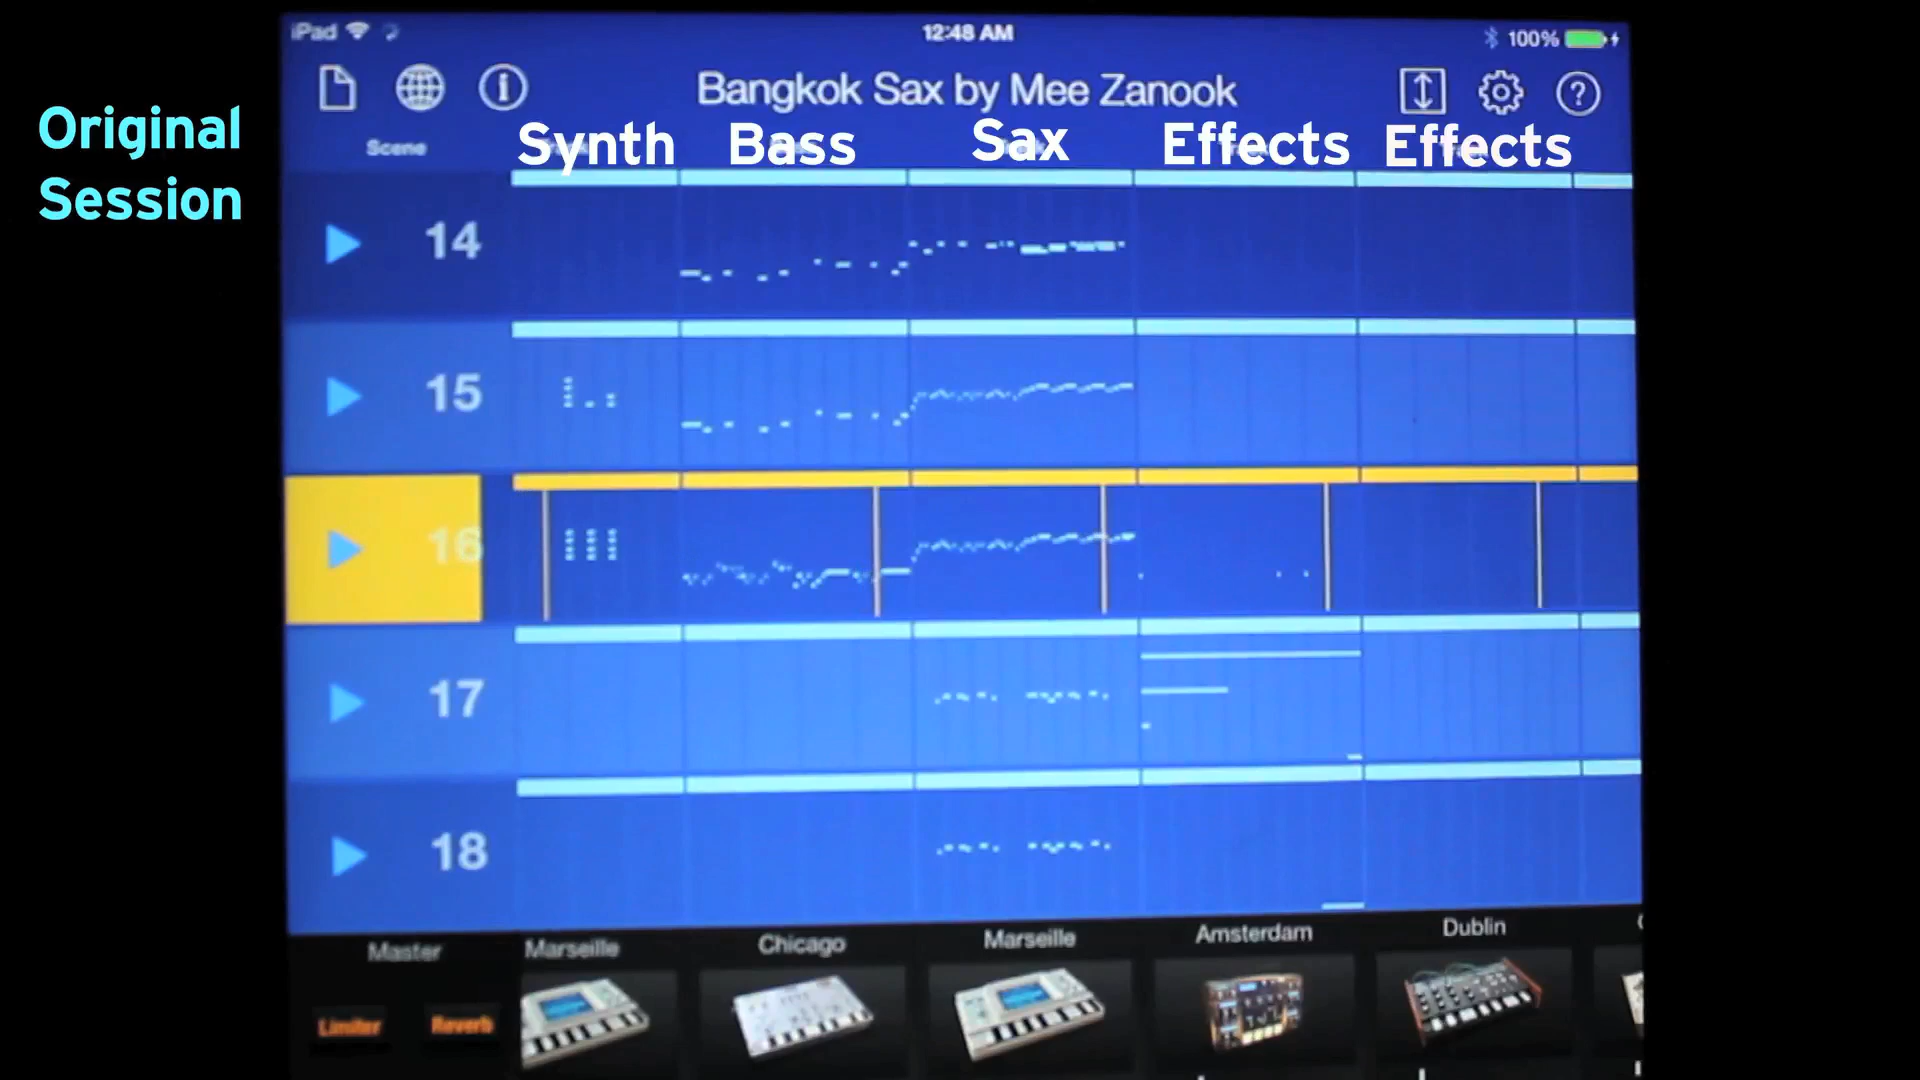 iPad 12:48 AM 100%
Bangkok Sax by Mee Zanook
Original
Session
Scene Synth Bass Sax Effects Effects
14
15
16
17
18
Master Marseille Chicago Marseille Amsterdam Dublin
Limiter Reverb